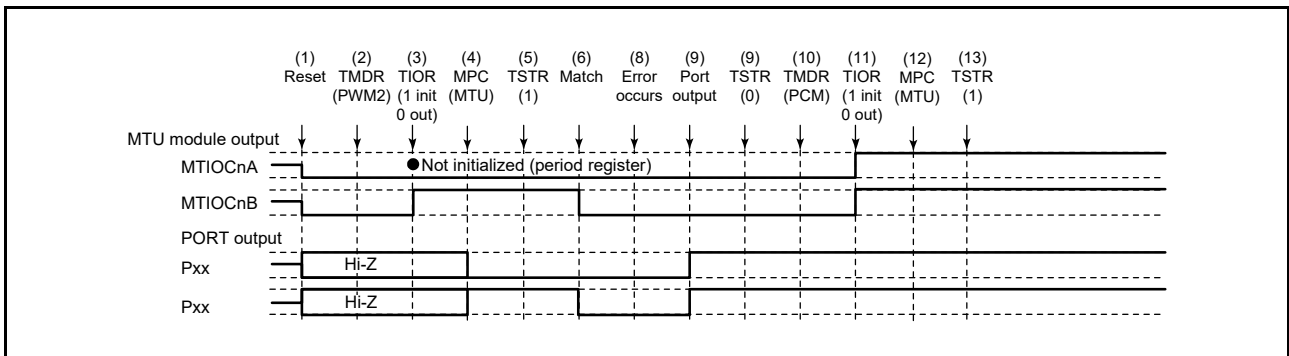 (1) (2) (3) (4) (5) (6) (8) (9) (9) (10) (11) (12) (13)
Reset TMDR TIOR MPC TSTR Match Error Port TSTR TMDR TIOR MPC TSTR
(PWM2) (1 init (MTU) (1) occurs output (0) (PCM) (1 init (MTU) (1)
0 out) 0 out)
MTU module output
MTIOCnA ●Not initialized (period register)
MTIOCnB
PORT output
Pxx Hi-Z
Pxx Hi-Z